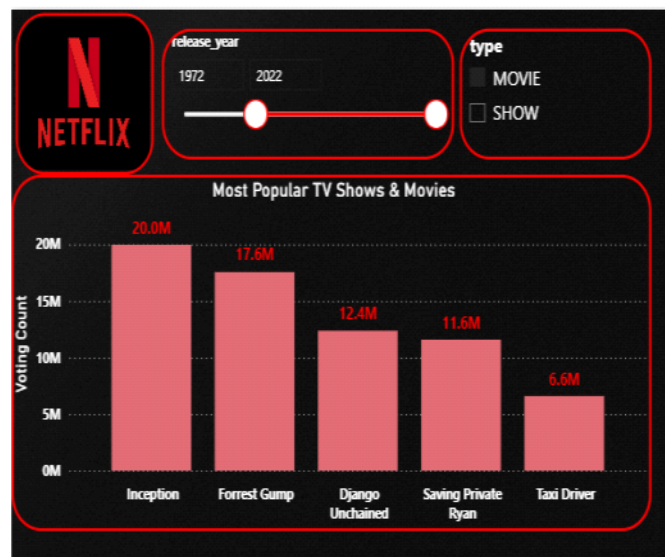 N
NETFLIX
release_year
1972 2022
type
MOVIE
SHOW
Most Popular TV Shows & Movies
Voting Count
20M
15M
10M
5M
0M
20.0M
17.6M
12.4M
11.6M
6.6M
Inception
Forrest Gump
Django
Unchained
Saving Private
Ryan
Taxi Driver